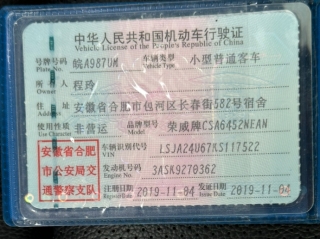 中华人民共和国机动车行驶证
Vehicle License of the People's Republic of China
号牌号码 皖A987UM 车辆类型 小型普通客车
Plate No. Vehicle Type
所有人 程玲
Owner
住址 安徽省合肥市包河区长春街582号宿舍
Address
使用性质 非营运 品牌型号 荣威牌CSA6452NEAN
Use Character Model
安徽省合肥 车辆识别代号 LSJA24U67KS117522
VIN
市公安局交 发动机号码 3ASK9270362
Engine No.
通警察支队 注册日期 2019-11-04 发证日期 2019-11-04
Register Date Issue Date